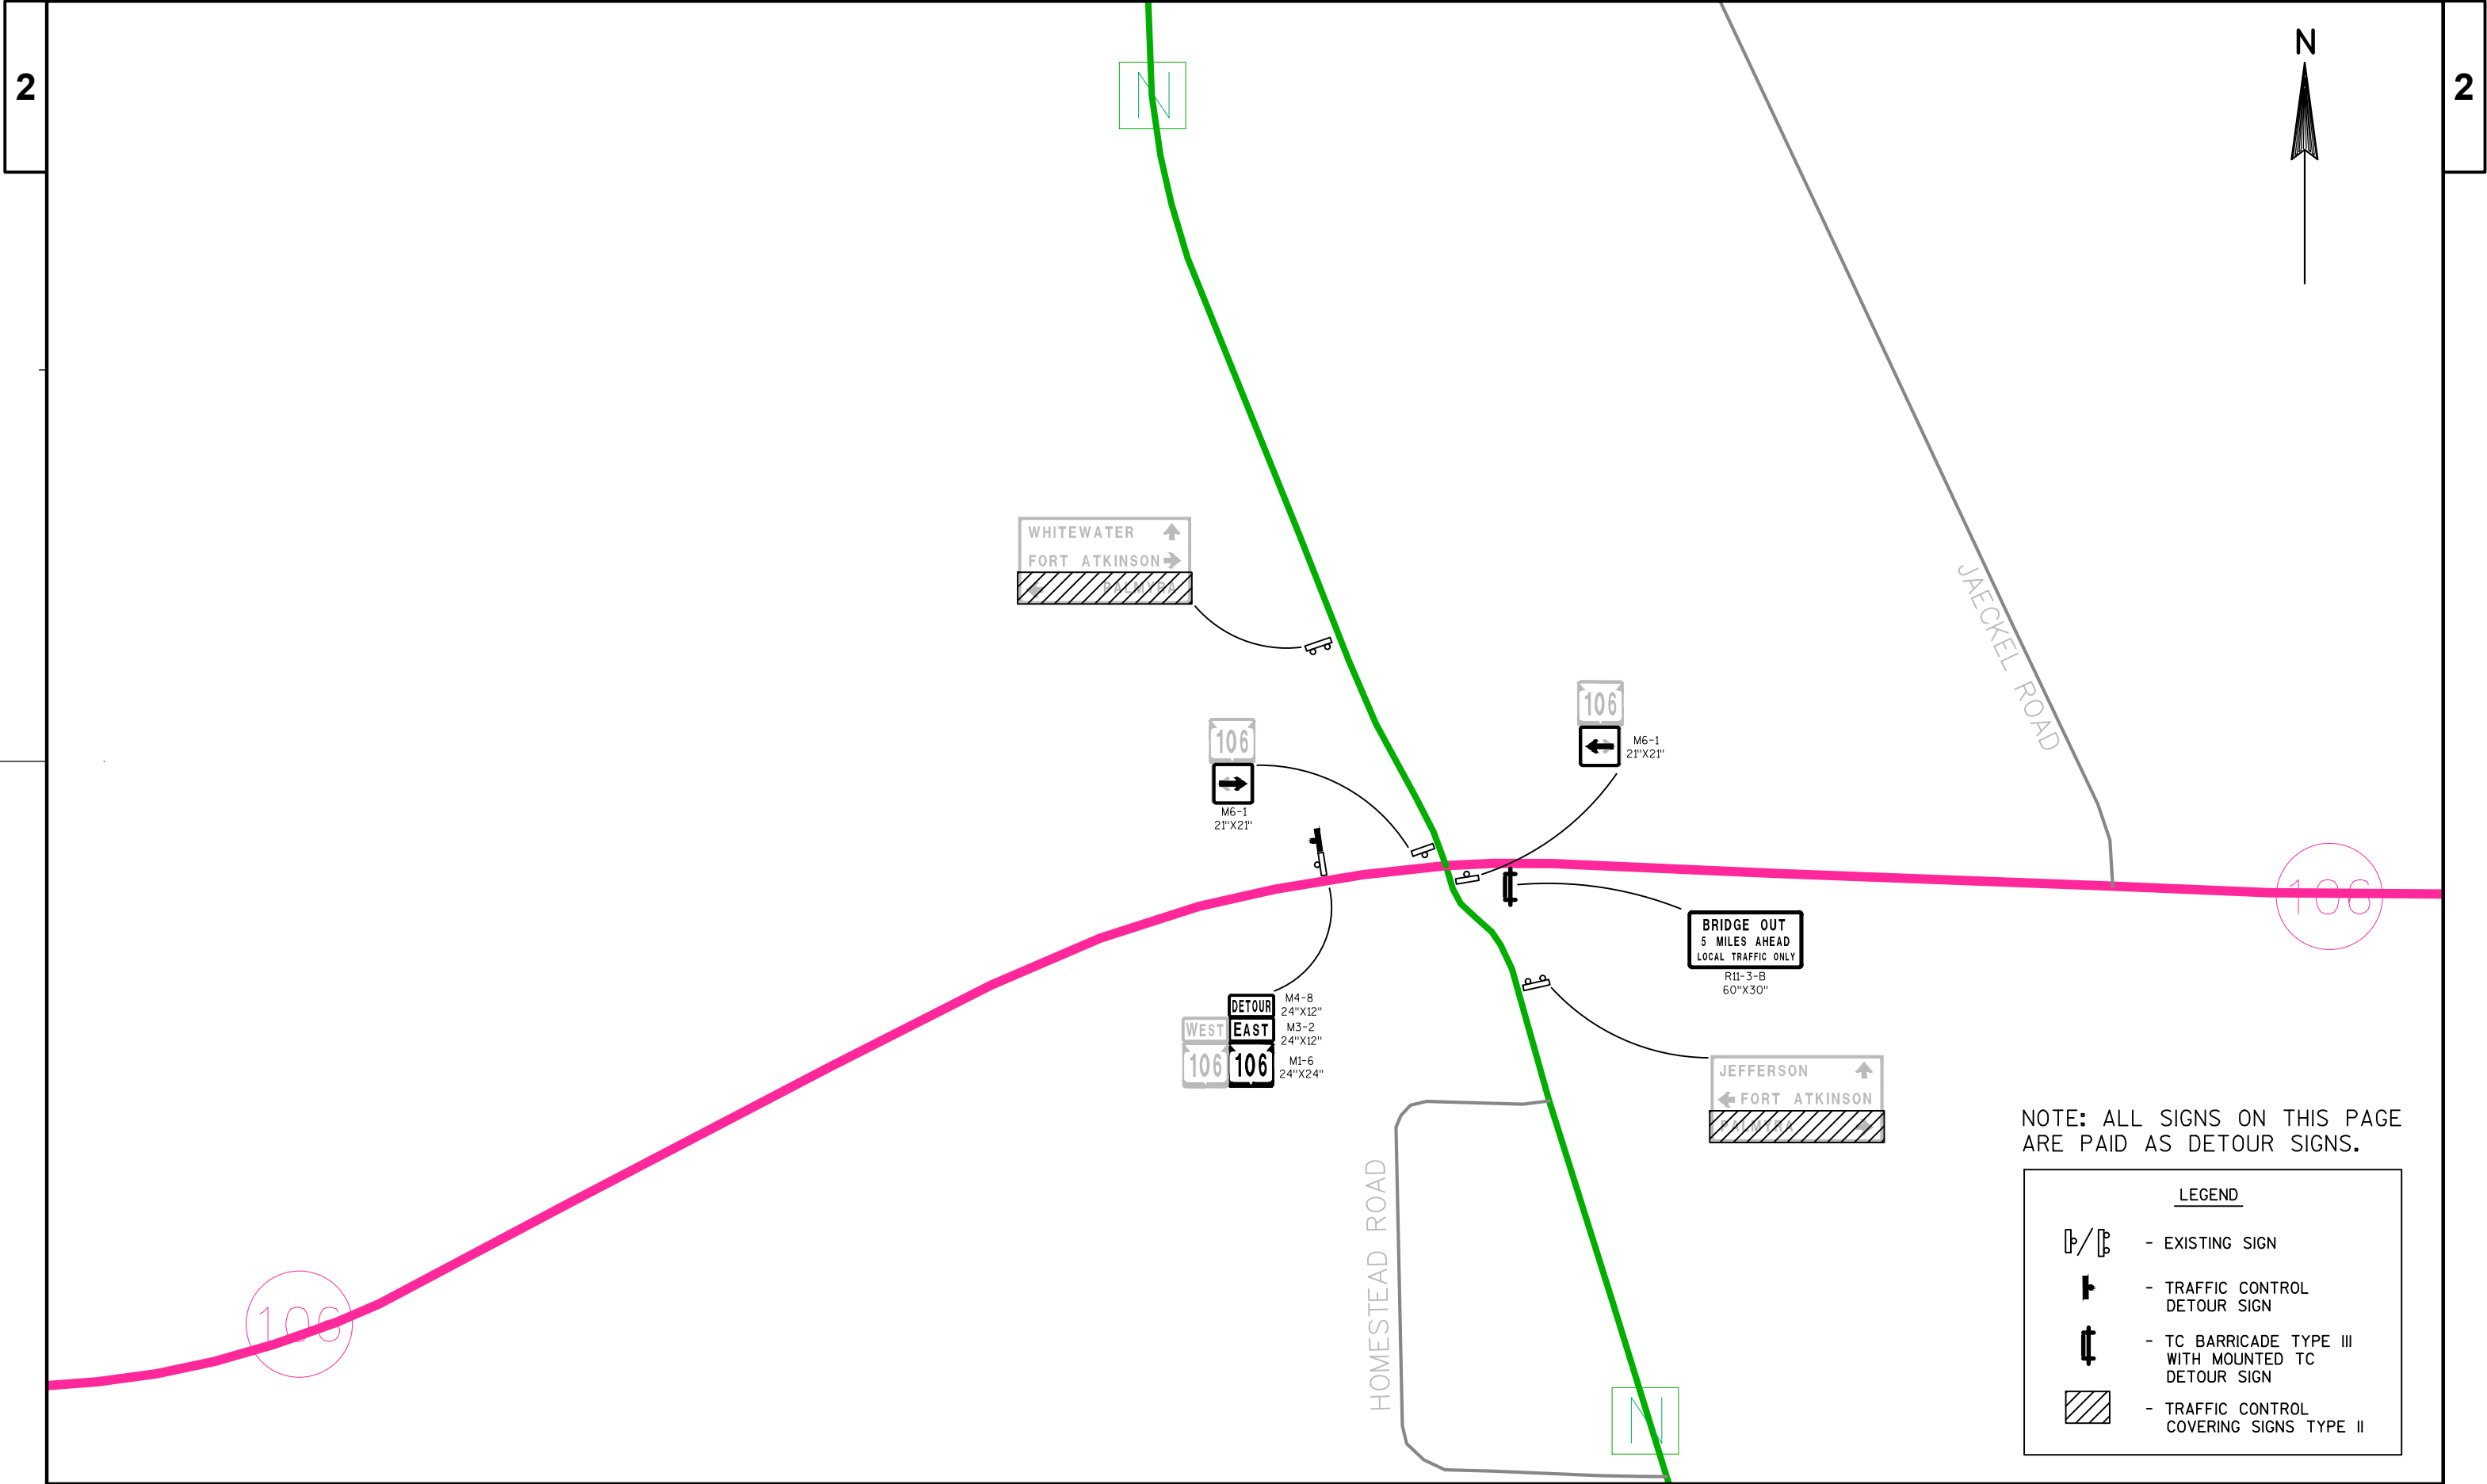 2
2
N
N
WHITEWATER
FORT ATKINSON
PALMYRA
JAECKEL ROAD
106
M6-1
21"X21"
106
M6-1
21"X21"
106
BRIDGE OUT
5 MILES AHEAD
LOCAL TRAFFIC ONLY
R11-3-B
60"X30"
DETOUR
M4-8
24"X12"
WEST
EAST
M3-2
24"X12"
106
106
M1-6
24"X24"
JEFFERSON
FORT ATKINSON
PALMYRA
HOMESTEAD ROAD
106
N
NOTE: ALL SIGNS ON THIS PAGE
ARE PAID AS DETOUR SIGNS.
LEGEND
- EXISTING SIGN
- TRAFFIC CONTROL
DETOUR SIGN
- TC BARRICADE TYPE III
WITH MOUNTED TC
DETOUR SIGN
- TRAFFIC CONTROL
COVERING SIGNS TYPE II